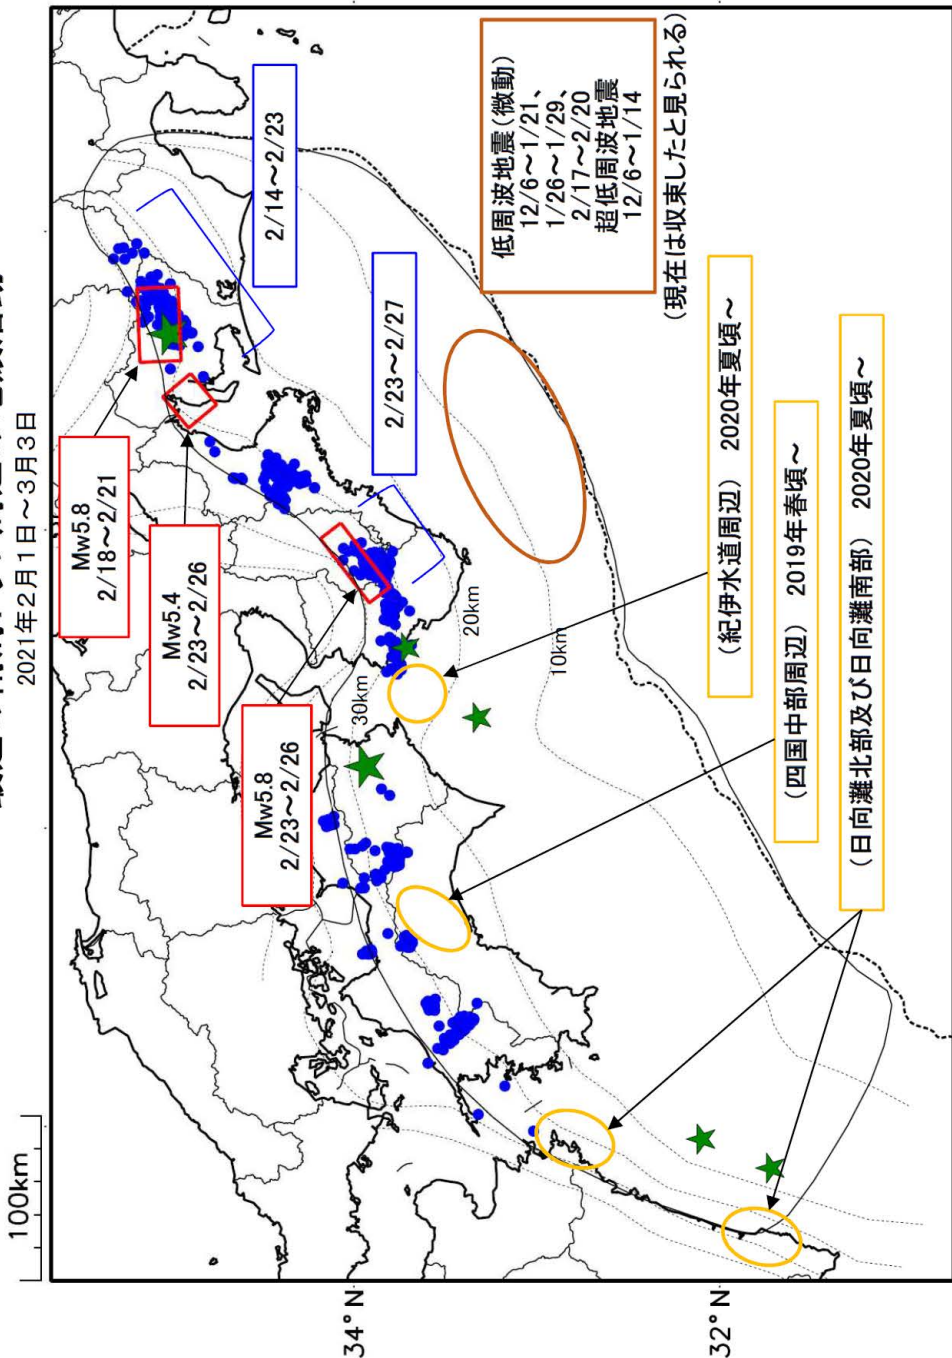 2021年2月1日～3月3日
Mw5.8
2/18～2/21
Mw5.4
2/23～2/26
Mw5.8
2/23～2/26
2/14～2/23
2/23～2/27
低周波地震(微動)
12/6～1/21、
1/26～1/29、
2/17～2/20
超低周波地震
12/6～1/14
(現在は収束したと見られる)
(紀伊水道周辺) 2020年夏頃～
(四国中部周辺) 2019年春頃～
(日向灘北部及び日向灘南部) 2020年夏頃～
30km
20km
10km
100km
34°N
32°N